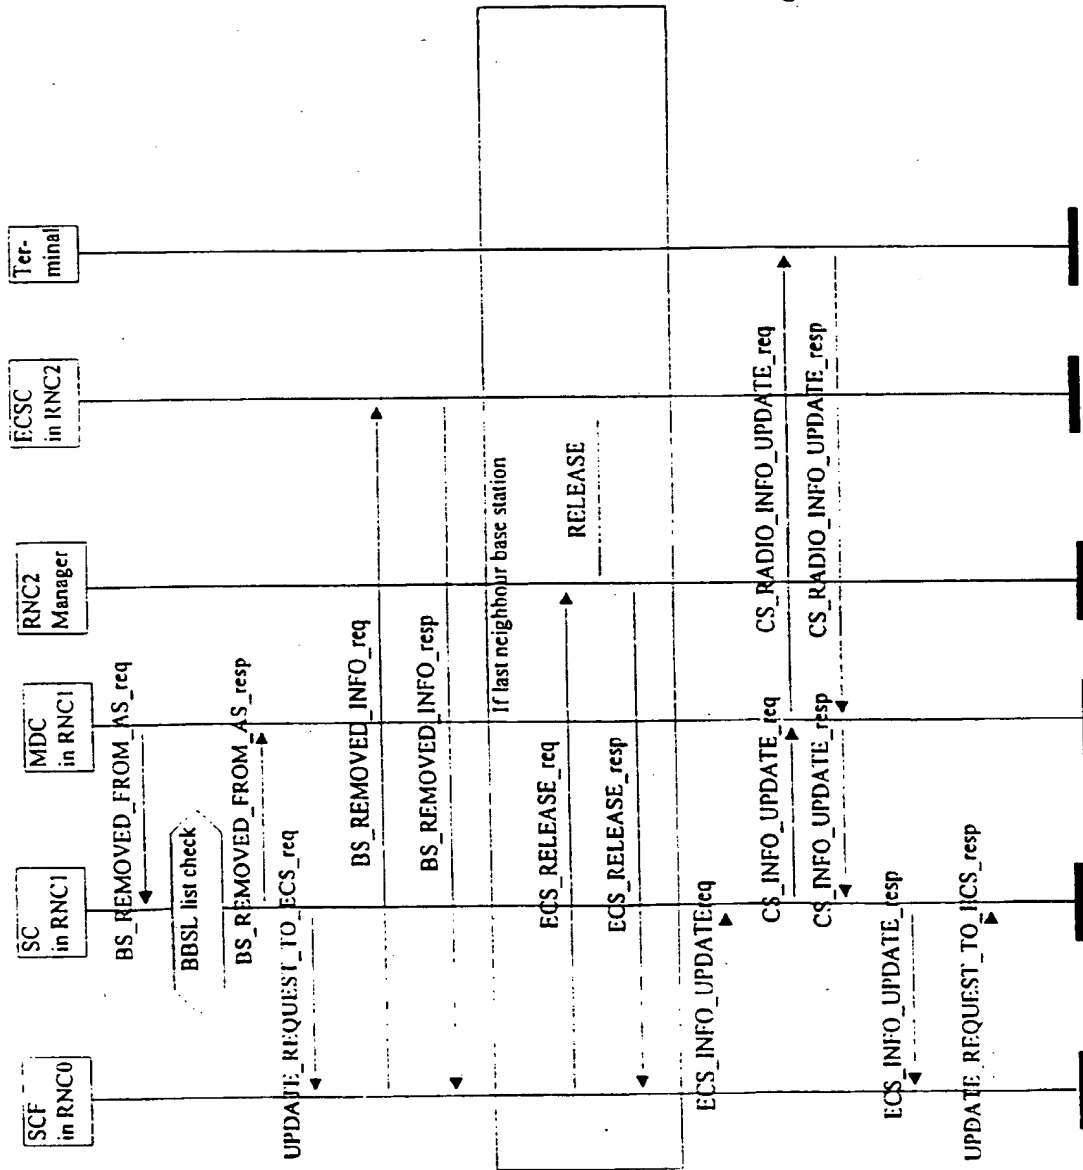 SCF
in RNC0
SC
in RNC1
MDC
in RNC1
RNC2
Manager
ECSC
in RNC2
Ter-
minal
BS_REMOVED_FROM_AS_req
BBSL list check
BS_REMOVED_FROM_AS_resp
UPDATE_REQUEST_TO_ECS_req
BS_REMOVED_INFO_req
BS_REMOVED_INFO_resp
If last neighbour base station
ECS_RELEASE_req
RELEASE
ECS_RELEASE_resp
ECS_INFO_UPDATEreq
CS_INFO_UPDATE_req
CS_RADIO_INFO_UPDATE_req
CS_INFO_UPDATE_resp
CS_RADIO_INFO_UPDATE_resp
ECS_INFO_UPDATE_resp
UPDATE_REQUEST_TO_ECS_resp